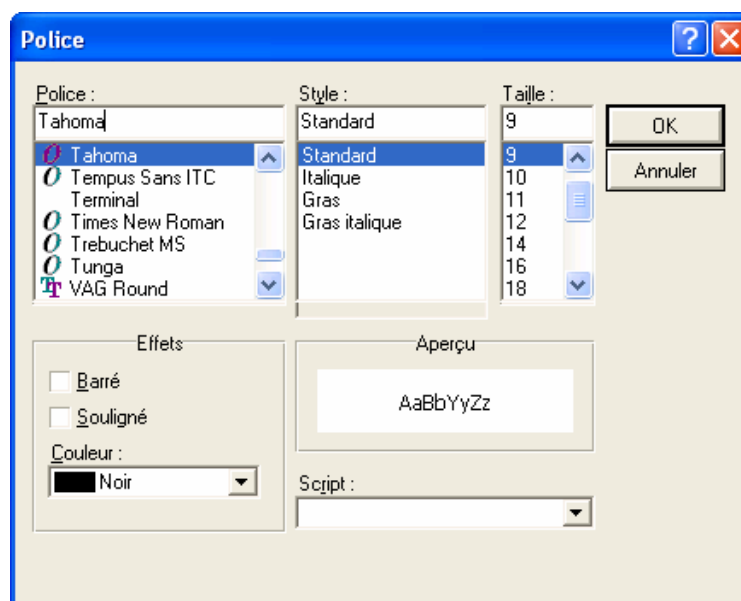 Police
Police :
Style :
Taille :
Tahoma
Standard
9
OK
Annuler
Tahoma
Tempus Sans ITC
Terminal
Times New Roman
Trebuchet MS
Tunga
VAG Round
Standard
Italique
Gras
Gras italique
9
10
11
12
14
16
18
Effets
Barré
Souligné
Couleur :
Noir
Aperçu
AaBbYyZz
Script :